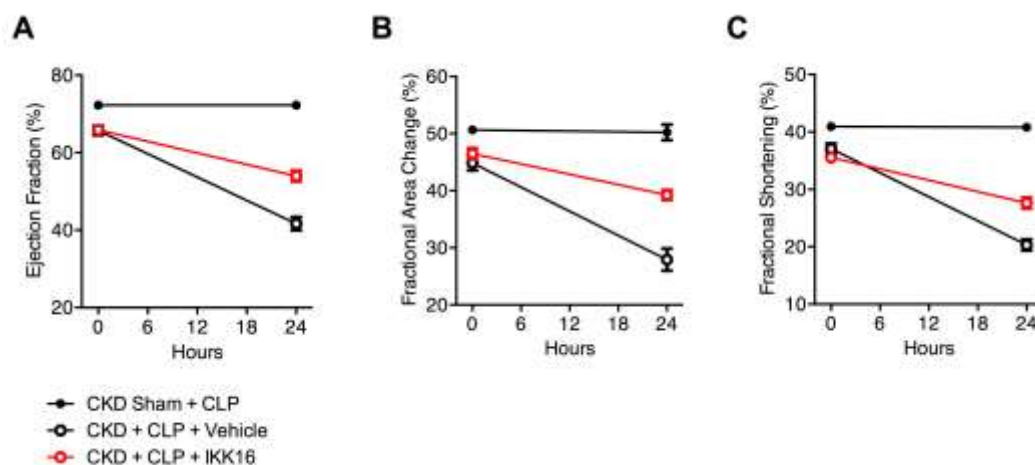 A
B
C
Ejection Fraction (%)
80
60
40
20
0 6 12 18 24
Hours
Fractional Area Change (%)
60
50
40
30
20
0 6 12 18 24
Hours
Fractional Shortening (%)
50
40
30
20
10
0 6 12 18 24
Hours
CKD Sham + CLP
CKD + CLP + Vehicle
CKD + CLP + IKK16